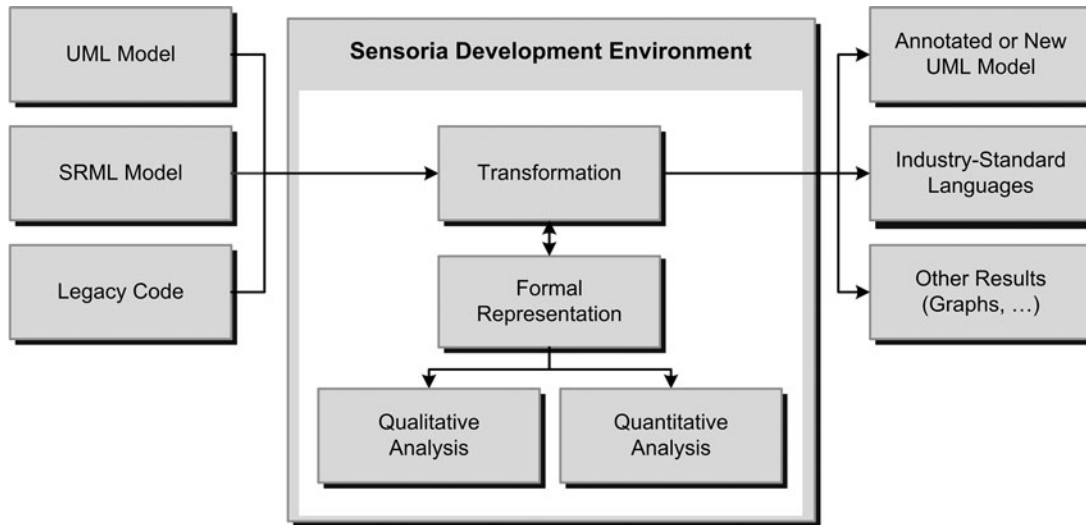 UML Model
SRML Model
Legacy Code
Sensoria Development Environment
Transformation
Formal
Representation
Qualitative
Analysis
Quantitative
Analysis
Annotated or New
UML Model
Industry-Standard
Languages
Other Results
(Graphs, …)